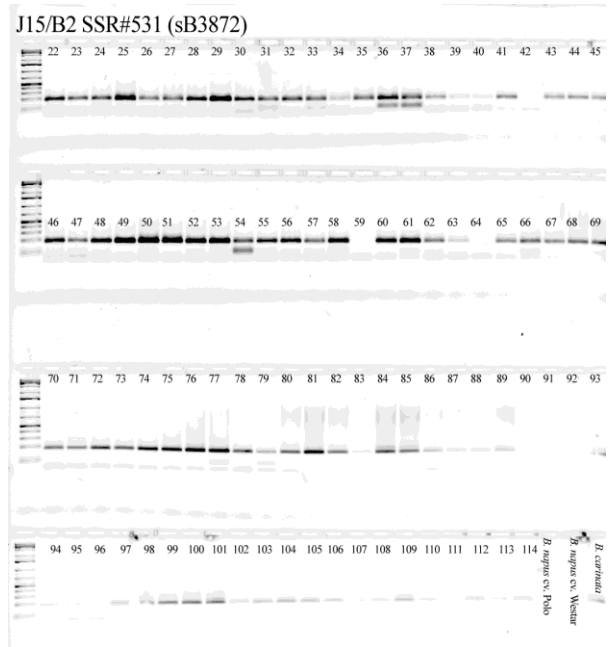 J15/B2 SSR#531 (sB3872)
22 23 24 25 26 27 28 29 30 31 32 33 34 35 36 37 38 39 40 41 42 43 44 45
46 47 48 49 50 51 52 53 54 55 56 57 58 59 60 61 62 63 64 65 66 67 68 69
70 71 72 73 74 75 76 77 78 79 80 81 82 83 84 85 86 87 88 89 90 91 92 93
94 95 96 97 98 99 100 101 102 103 104 105 106 107 108 109 110 111 112 113 114
B. napus cv. Polo
B. napus cv. Westar
B. carinata